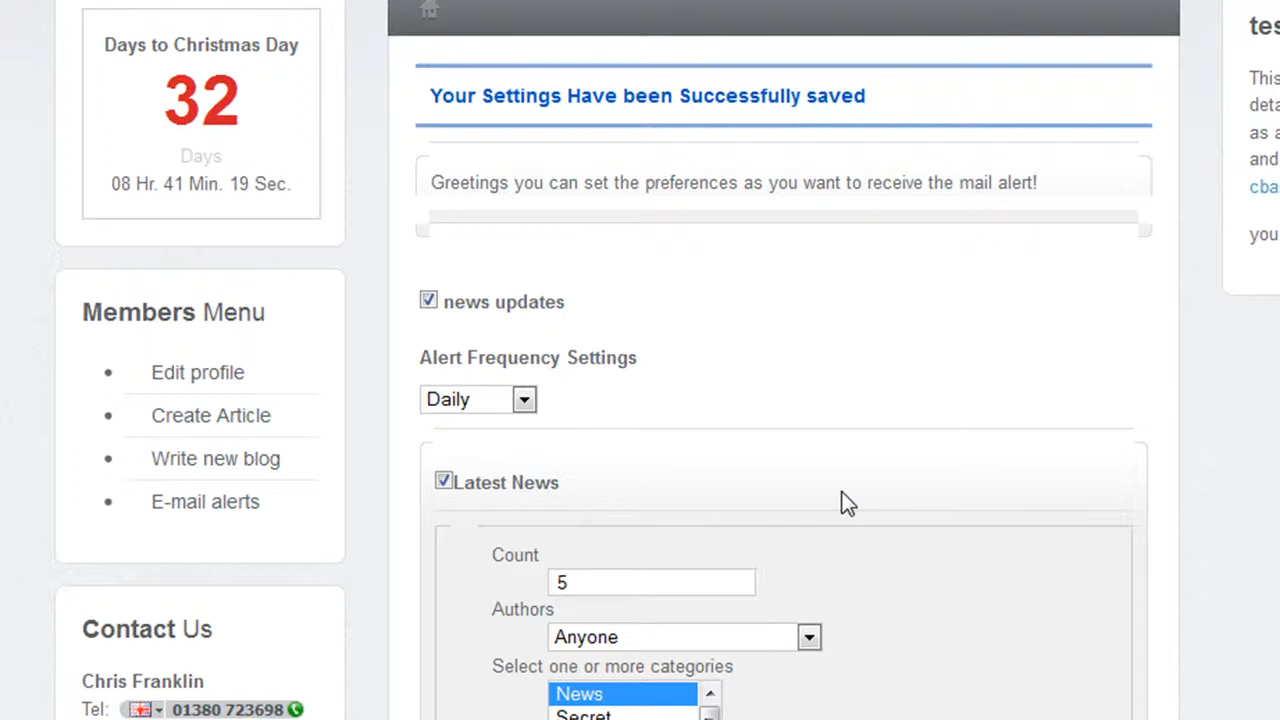 Days to Christmas Day
32
Days
08 Hr. 41 Min. 19 Sec.
Members Menu
Edit profile
Create Article
Write new blog
E-mail alerts
Contact Us
Chris Franklin
Tel: 01380 723698
Your Settings Have been Successfully saved
Greetings you can set the preferences as you want to receive the mail alert!
news updates
Alert Frequency Settings
Daily
Latest News
Count
5
Authors
Anyone
Select one or more categories
News
Secret
tes
This
deta
as a
and
cba
you